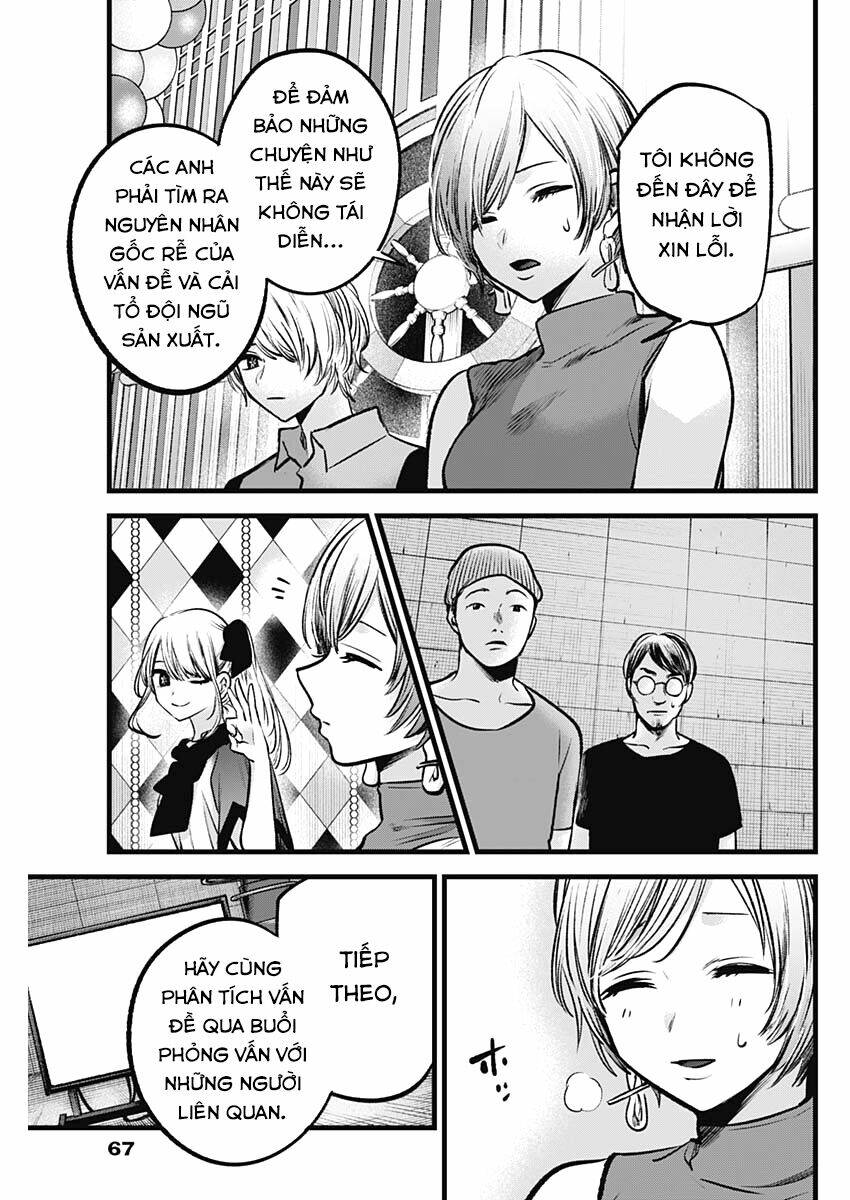 TÔI KHÔNG
ĐẾN ĐÂY ĐỂ
NHẬN LỜI
XIN LỖI.
ĐỂ ĐẢM
BẢO NHỮNG
CHUYỆN NHƯ
THẾ NÀY SẼ
KHÔNG TÁI
DIỄN...
CÁC ANH
PHẢI TÌM RA
NGUYÊN NHÂN
GỐC RỄ CỦA
VẤN ĐỀ VÀ CẢI
TỔ ĐỘI NGŨ
SẢN XUẤT.
ホッ
TIẾP
THEO,
HÃY CÙNG
PHÂN TÍCH VẤN
ĐỀ QUA BUỔI
PHỎNG VẤN VỚI
NHỮNG NGƯỜI
LIÊN QUAN.
67